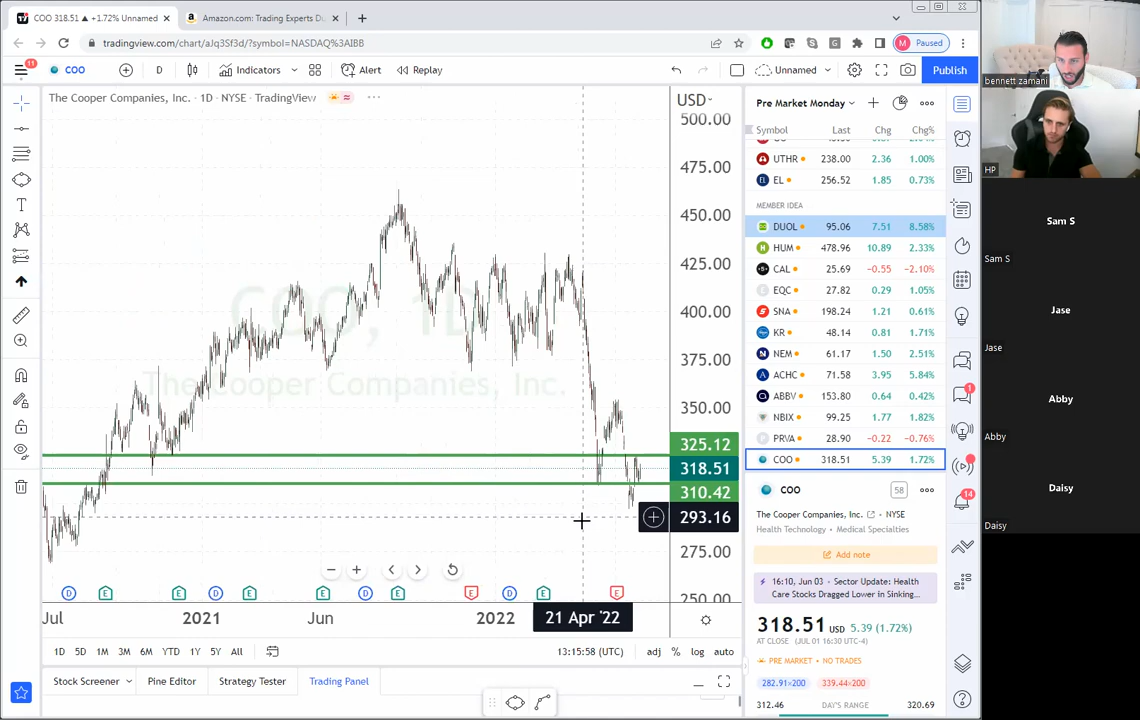 COO 318.51 ▲ +1.72% Unnamed
Amazon.com: Trading Experts Du
tradingview.com/chart/aJq3Sf3d/?symbol=NASDAQ%3AIBB
M Paused
11
COO
D
Indicators
Alert
Replay
Unnamed
Publish
The Cooper Companies, Inc. · 1D · NYSE · TradingView
USD
COO, 1D
The Cooper Companies, Inc.
500.00
475.00
450.00
425.00
400.00
375.00
350.00
325.12
318.51
310.42
293.16
275.00
250.00
D E E D E E D E E D E E
Jul 2021 Jun 2022 21 Apr '22
1D 5D 1M 3M 6M YTD 1Y 5Y All
13:15:58 (UTC) adj % log auto
Stock Screener Pine Editor Strategy Tester Trading Panel
Pre Market Monday
Symbol Last Chg Chg%
UTHR 238.00 2.36 1.00%
EL 256.52 1.85 0.73%
MEMBER IDEA
DUOL 95.06 7.51 8.58%
HUM 478.96 10.89 2.33%
CAL 25.69 −0.55 −2.10%
EQC 27.82 0.29 1.05%
SNA 198.24 1.21 0.61%
KR 48.14 0.81 1.71%
NEM 61.17 1.50 2.51%
ACHC 71.58 3.95 5.84%
ABBV 153.80 0.64 0.42%
NBIX 99.25 1.77 1.82%
PRVA 28.90 −0.22 −0.76%
COO 318.51 5.39 1.72%
COO
58
The Cooper Companies, Inc. • NYSE
Health Technology • Medical Specialties
Add note
16:10, Jun 03 • Sector Update: Health
Care Stocks Dragged Lower in Sinking...
318.51 USD 5.39 (1.72%)
AT CLOSE (JUL 01 16:30 UTC-4)
PRE MARKET • NO TRADES
282.91×200 339.44×200
312.46 DAY'S RANGE 320.69
1
14
bennett zamani
HP
Sam S
Sam S
Jase
Jase
Abby
Abby
Daisy
Daisy